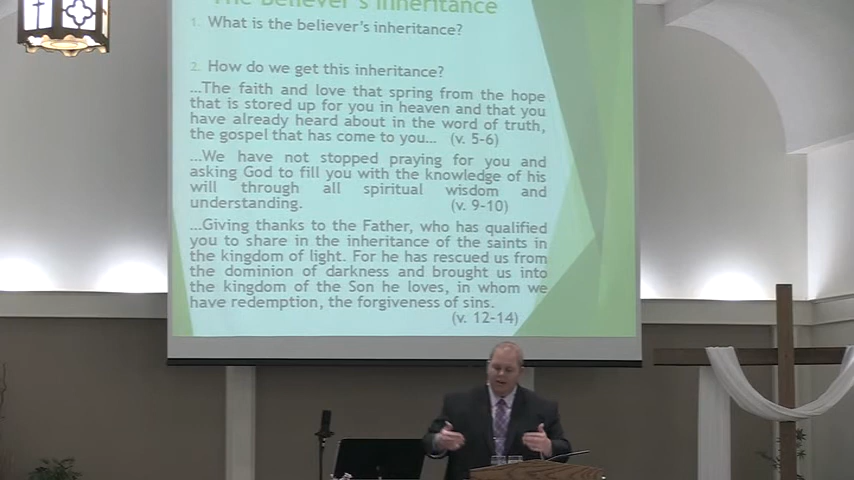 The Believer's Inheritance
1. What is the believer's inheritance?
2. How do we get this inheritance?
...The faith and love that spring from the hope
that is stored up for you in heaven and that you
have already heard about in the word of truth,
the gospel that has come to you... (v. 5-6)
...We have not stopped praying for you and
asking God to fill you with the knowledge of his
will through all spiritual wisdom and
understanding. (v. 9-10)
...Giving thanks to the Father, who has qualified
you to share in the inheritance of the saints in
the kingdom of light. For he has rescued us from
the dominion of darkness and brought us into
the kingdom of the Son he loves, in whom we
have redemption, the forgiveness of sins.
(v. 12-14)